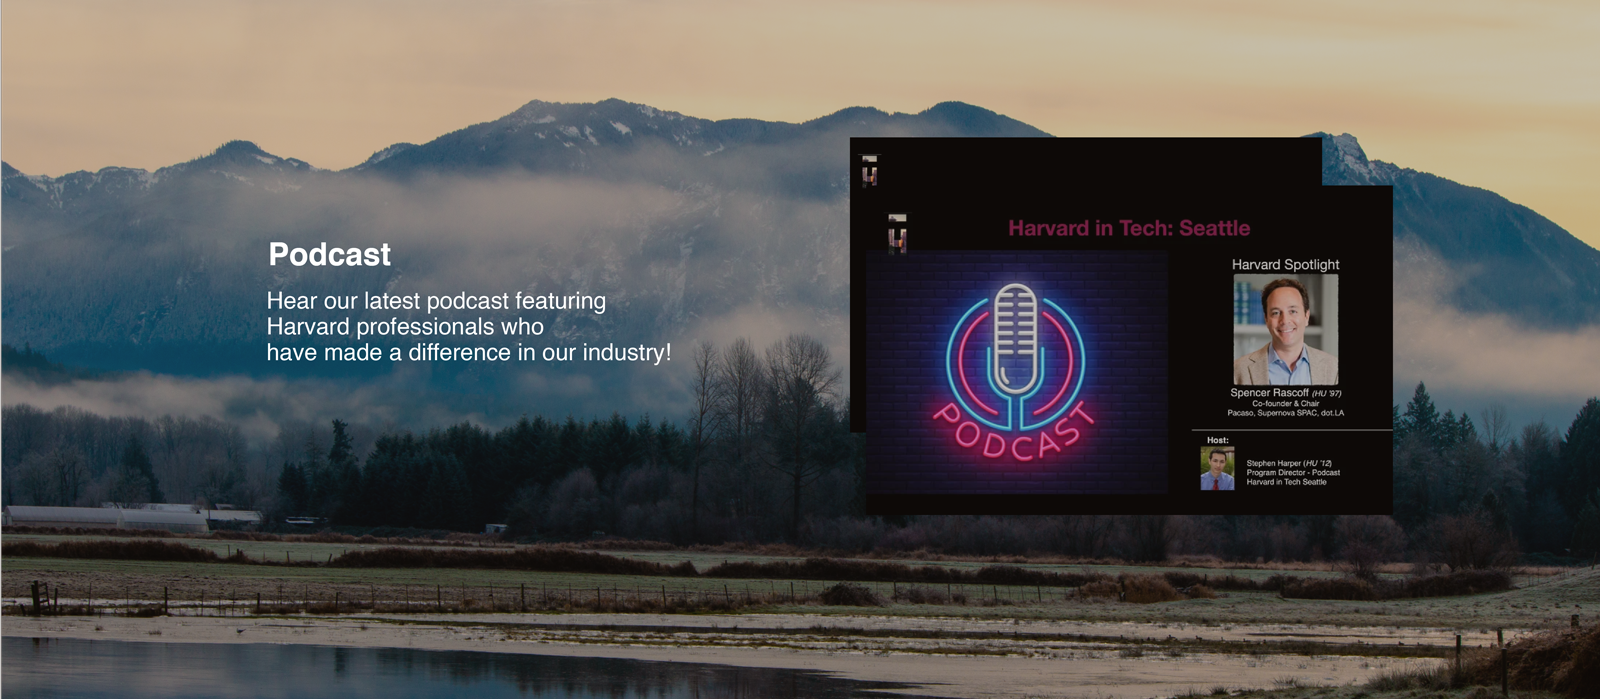 Podcast
Hear our latest podcast featuring
Harvard professionals who
have made a difference in our industry!
Harvard in Tech: Seattle
PODCAST
Harvard Spotlight
Spencer Rascoff (HU '97)
Co-founder & Chair
Pacaso, Supernova SPAC, dot.LA
Host:
Stephen Harper (HU '12)
Program Director - Podcast
Harvard in Tech Seattle